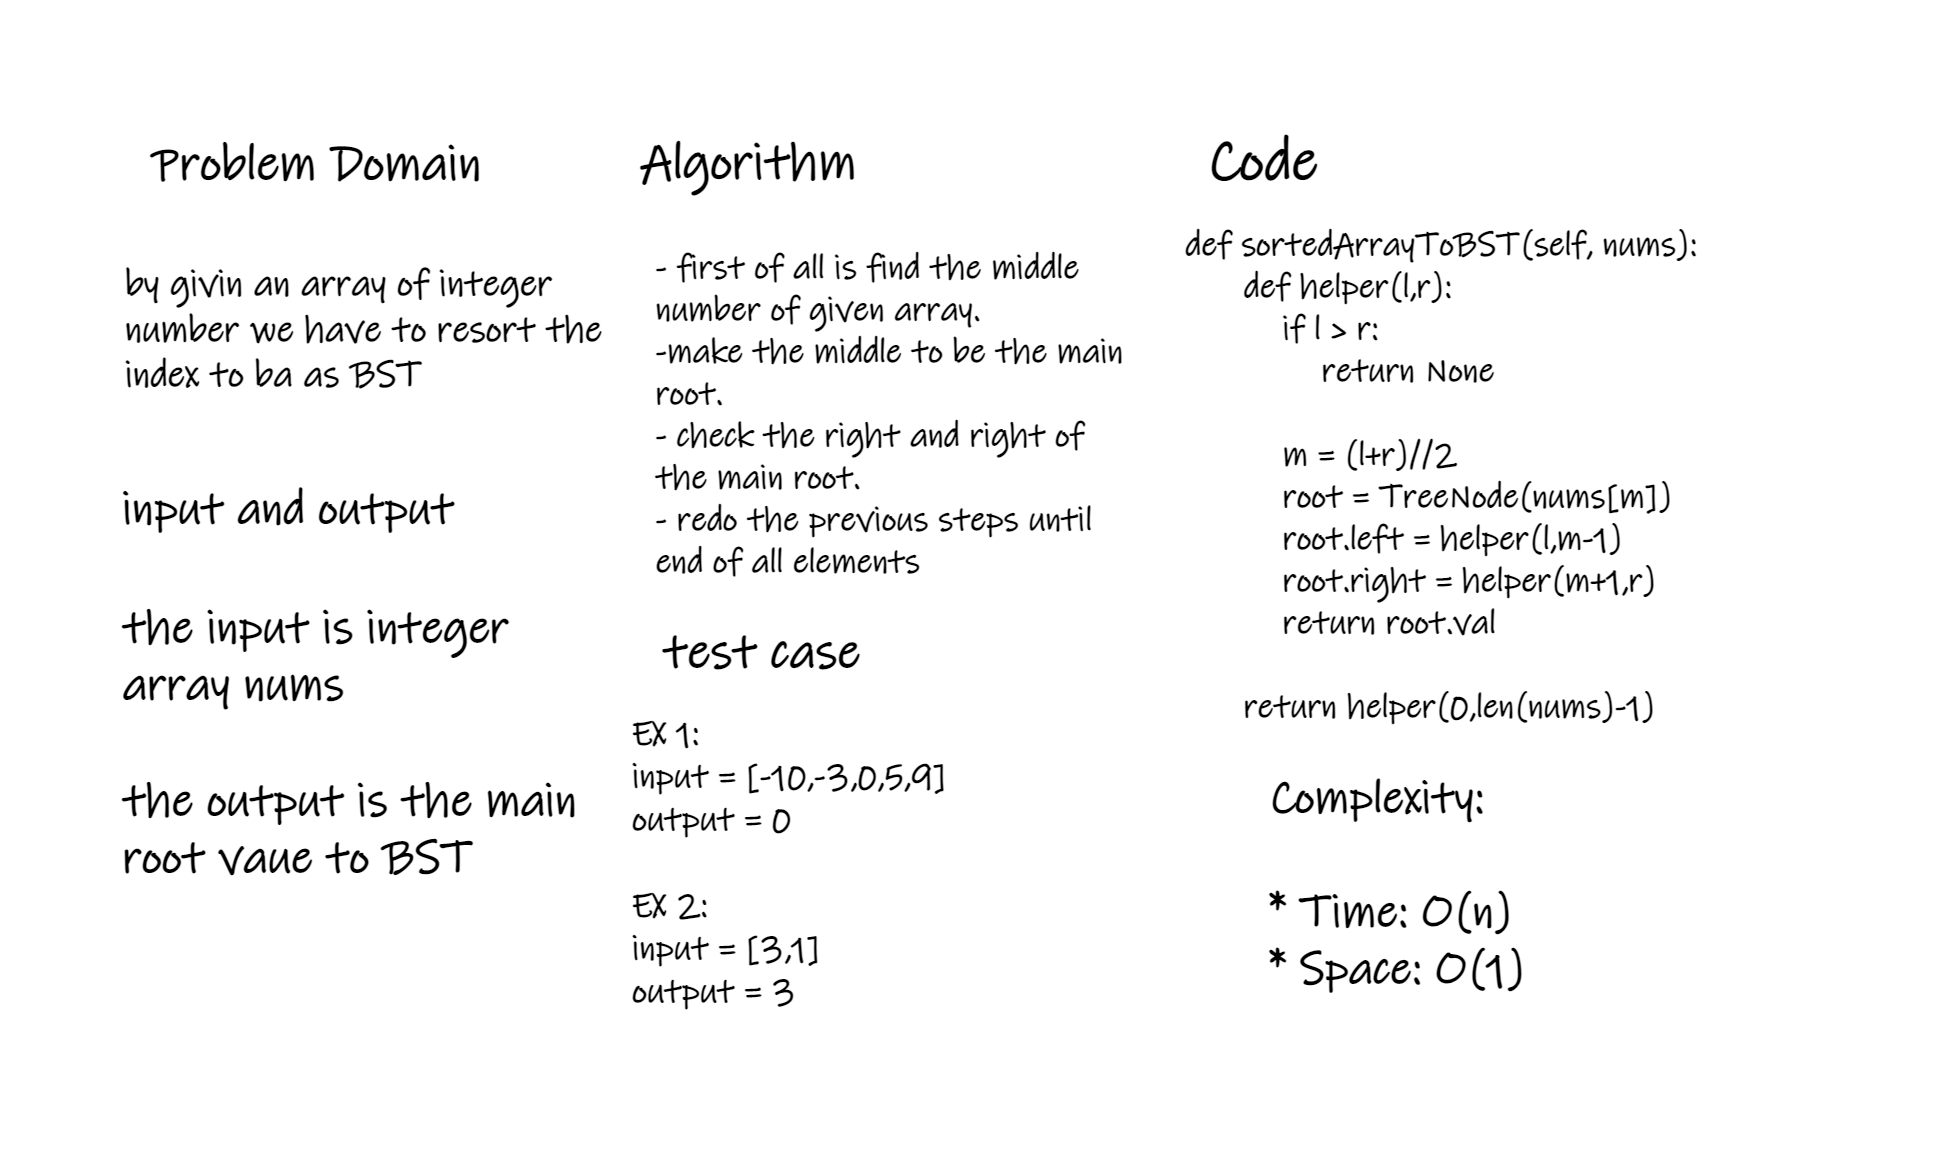 Problem Domain
by givin an array of integer
number we have to resort the
index to ba as BST
input and output
the input is integer
array nums
the output is the main
root vaue to BST
Algorithm
- first of all is find the middle
number of given array.
-make the middle to be the main
root.
- check the right and right of
the main root.
- redo the previous steps until
end of all elements
test case
EX 1:
input = [-10,-3,0,5,9]
output = 0
EX 2:
input = [3,1]
output = 3
Code
def sortedArrayToBST(self, nums):
def helper(l,r):
if l > r:
return None
m = (l+r)//2
root = TreeNode(nums[m])
root.left = helper(l,m-1)
root.right = helper(m+1,r)
return root.val
return helper(0,len(nums)-1)
Complexity:
* Time: O(n)
* Space: O(1)